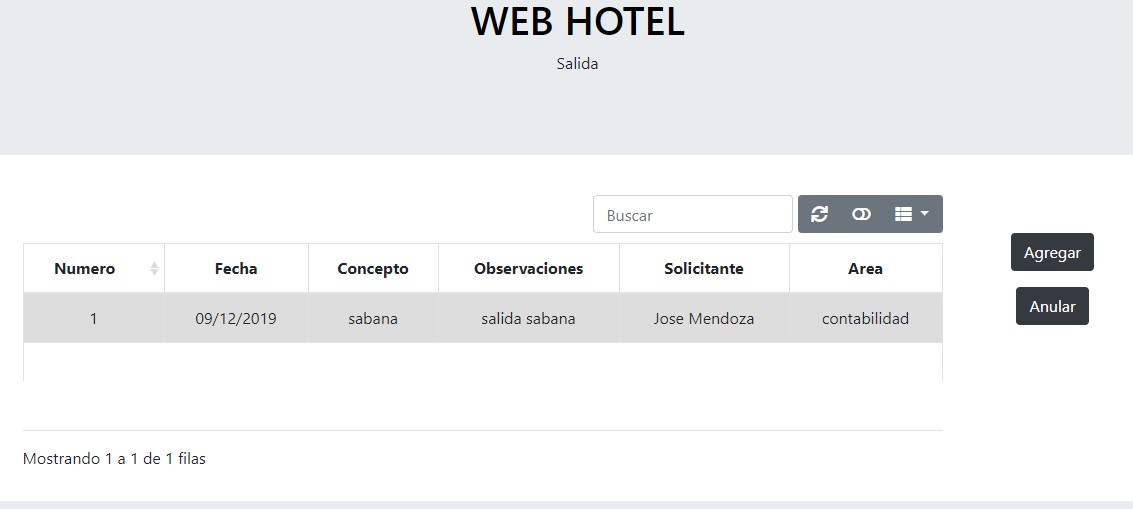 WEB HOTEL
Salida
Buscar
Numero Fecha Concepto Observaciones Solicitante Area
1 09/12/2019 sabana salida sabana Jose Mendoza contabilidad
Agregar
Anular
Mostrando 1 a 1 de 1 filas